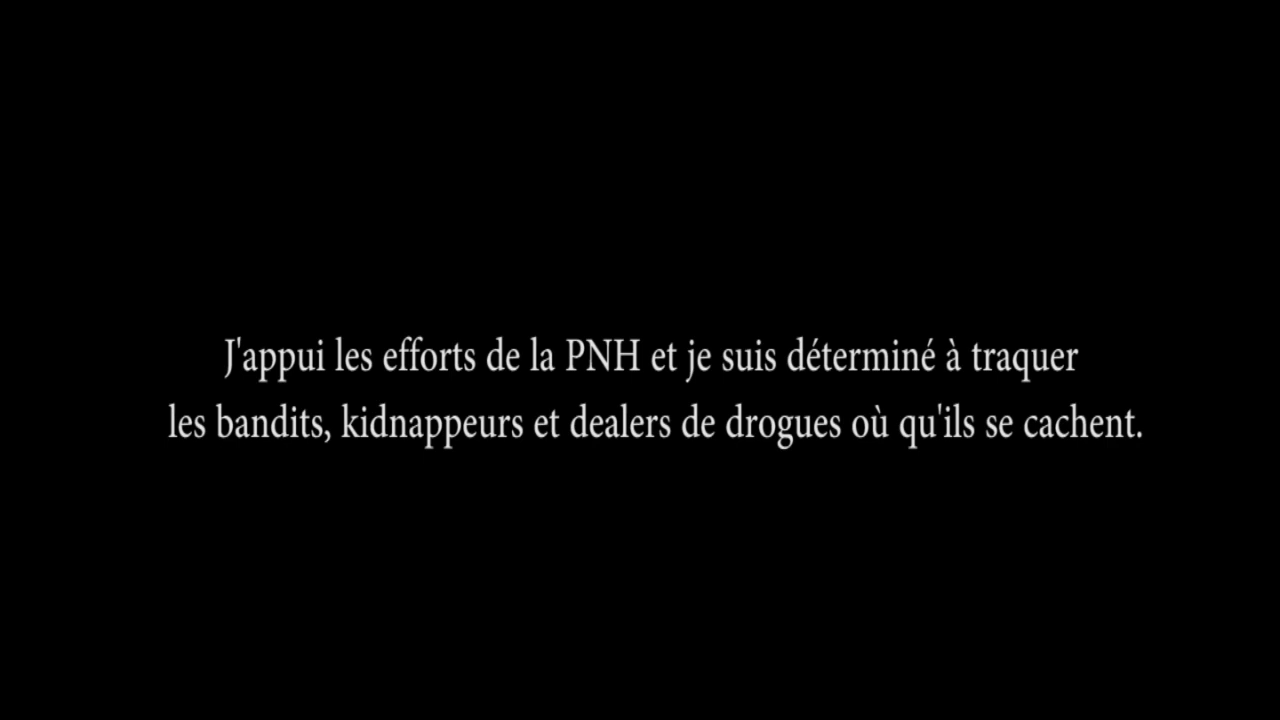 J'appui les efforts de la PNH et je suis déterminé à traquer
les bandits, kidnappeurs et dealers de drogues où qu'ils se cachent.